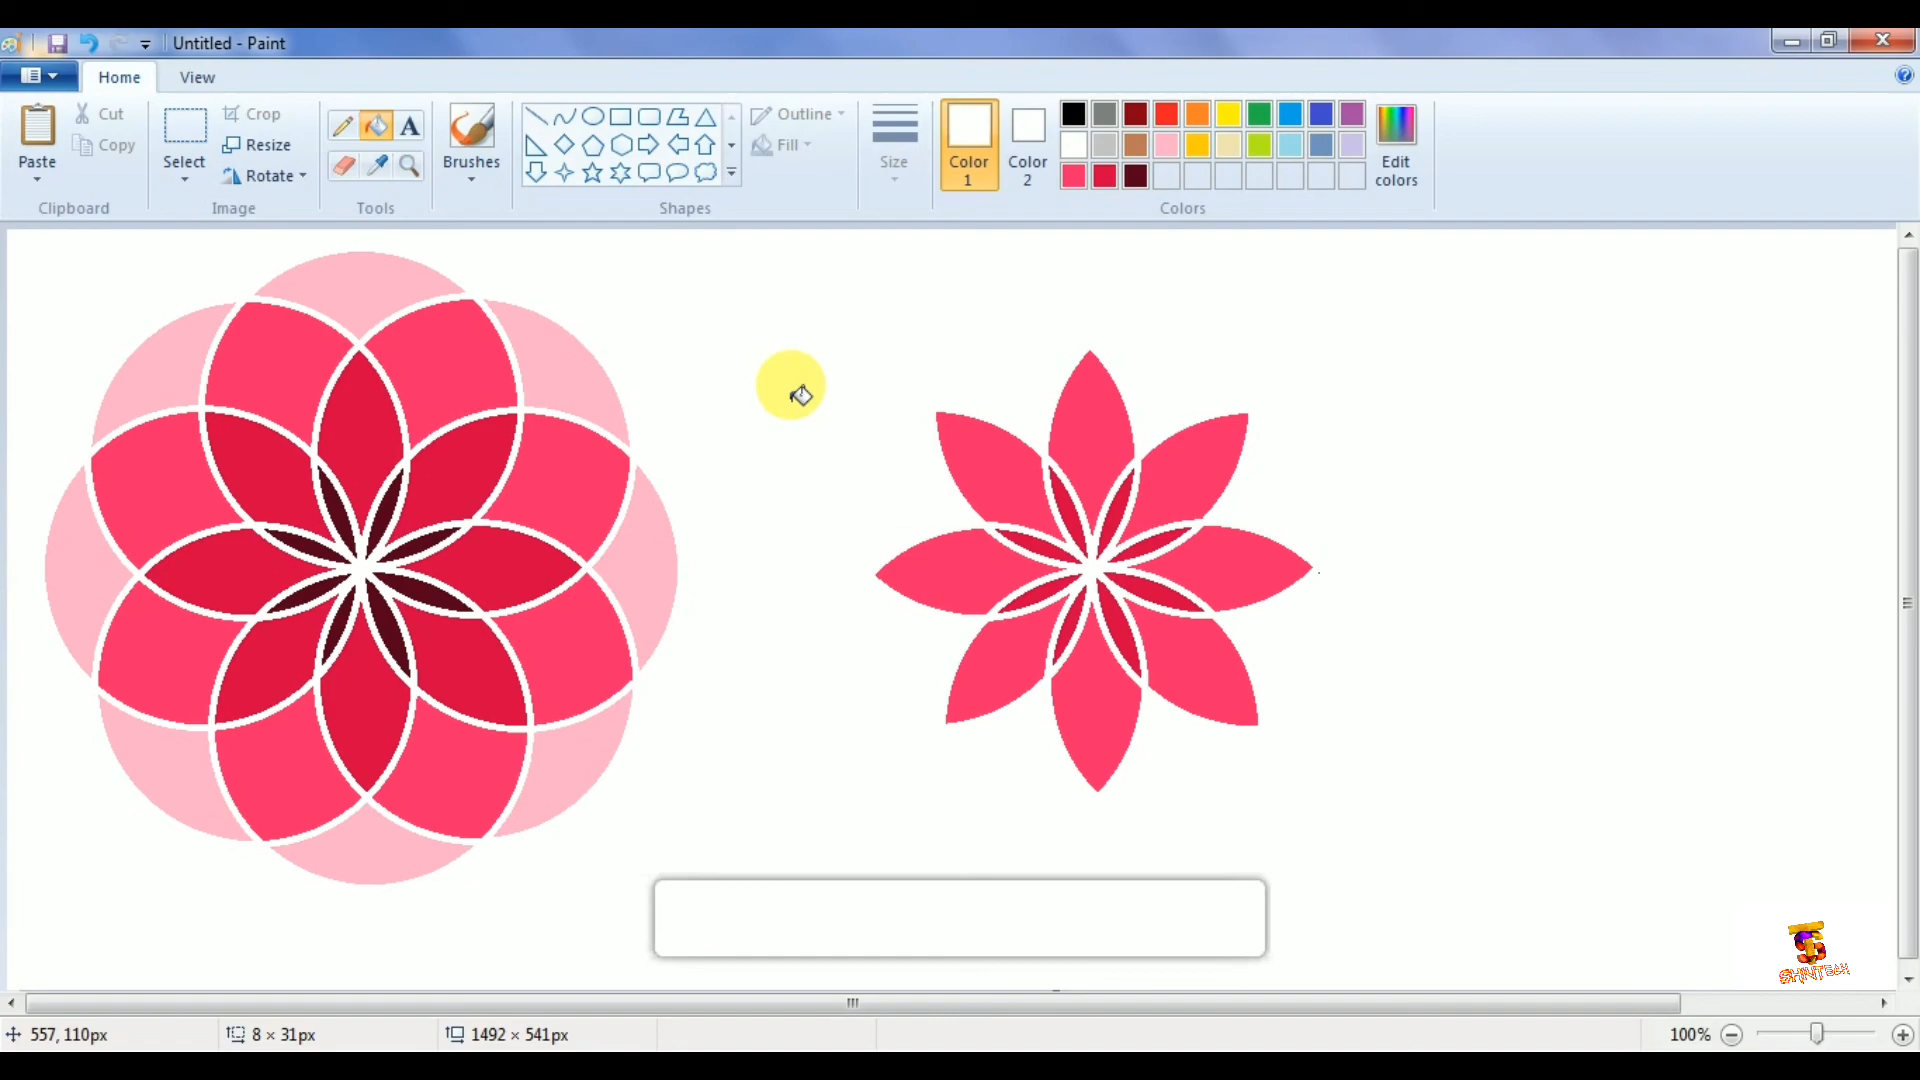 Untitled - Paint
Home View
Paste
Cut
Copy
Clipboard
Select
Crop
Resize
Rotate
Image
A
Tools
Brushes
Outline
Fill
Shapes
Size
Color 1
Color 2
Edit colors
Colors
SHNTECH
557, 110px
8 × 31px
1492 × 541px
100%